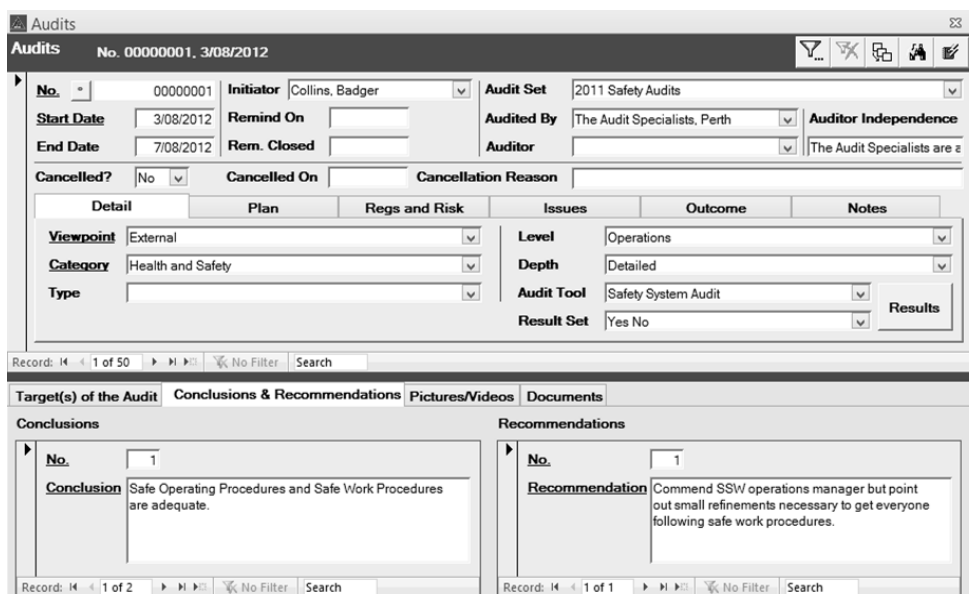 Audits
Audits No. 00000001, 3/08/2012
No. * 00000001 Initiator Collins, Badger Audit Set 2011 Safety Audits
Start Date 3/08/2012 Remind On Audited By The Audit Specialists, Perth Auditor Independence
End Date 7/08/2012 Rem. Closed Auditor The Audit Specialists are a
Cancelled? No Cancelled On Cancellation Reason
Detail Plan Regs and Risk Issues Outcome Notes
Viewpoint External Level Operations
Category Health and Safety Depth Detailed
Type Audit Tool Safety System Audit
Results
Result Set Yes No
Record: 1 of 50 No Filter Search
Target(s) of the Audit Conclusions & Recommendations Pictures/Videos Documents
Conclusions Recommendations
No. 1 No. 1
Conclusion Safe Operating Procedures and Safe Work Procedures
are adequate.
Recommendation Commend SSW operations manager but point
out small refinements necessary to get everyone
following safe work procedures.
Record: 1 of 2 No Filter Search Record: 1 of 1 No Filter Search